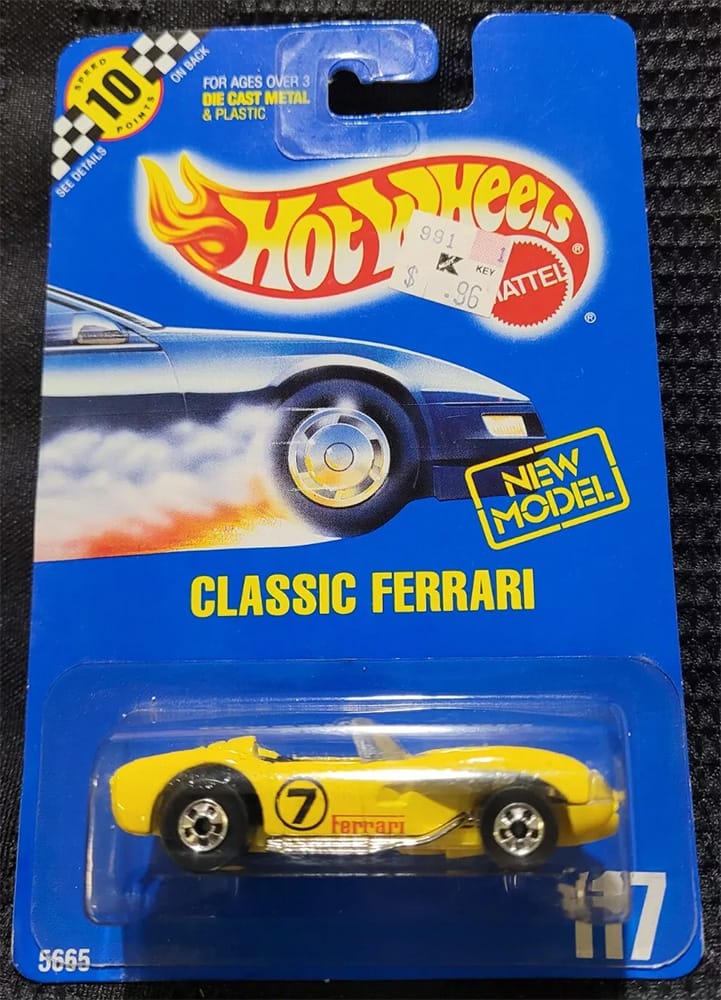 SPEED
10
POINTS
ON BACK
SEE DETAILS
FOR AGES OVER 3
DIE CAST METAL
& PLASTIC
HOT WHEELS®
991 1
K KEY
$ .96
MATTEL
®
NEW
MODEL
CLASSIC FERRARI
7
Ferrari
5665
117